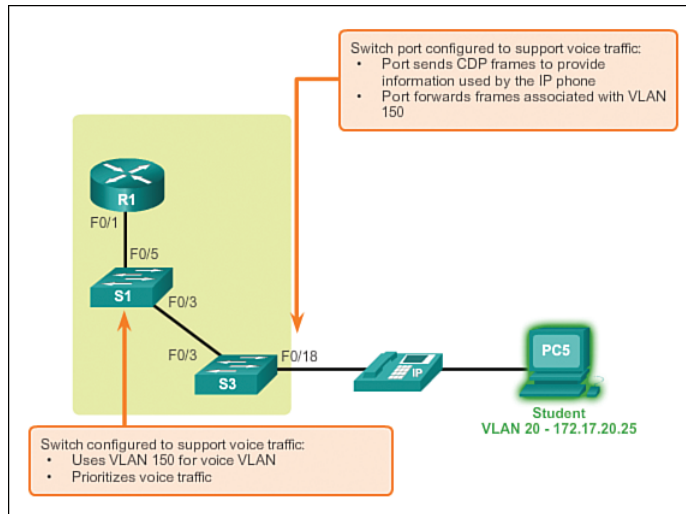 Switch port configured to support voice traffic:
• Port sends CDP frames to provide
information used by the IP phone
• Port forwards frames associated with VLAN
150
R1
F0/1
F0/5
S1
F0/3
F0/3
F0/18
S3
IP
PC5
Student
VLAN 20 - 172.17.20.25
Switch configured to support voice traffic:
• Uses VLAN 150 for voice VLAN
• Prioritizes voice traffic